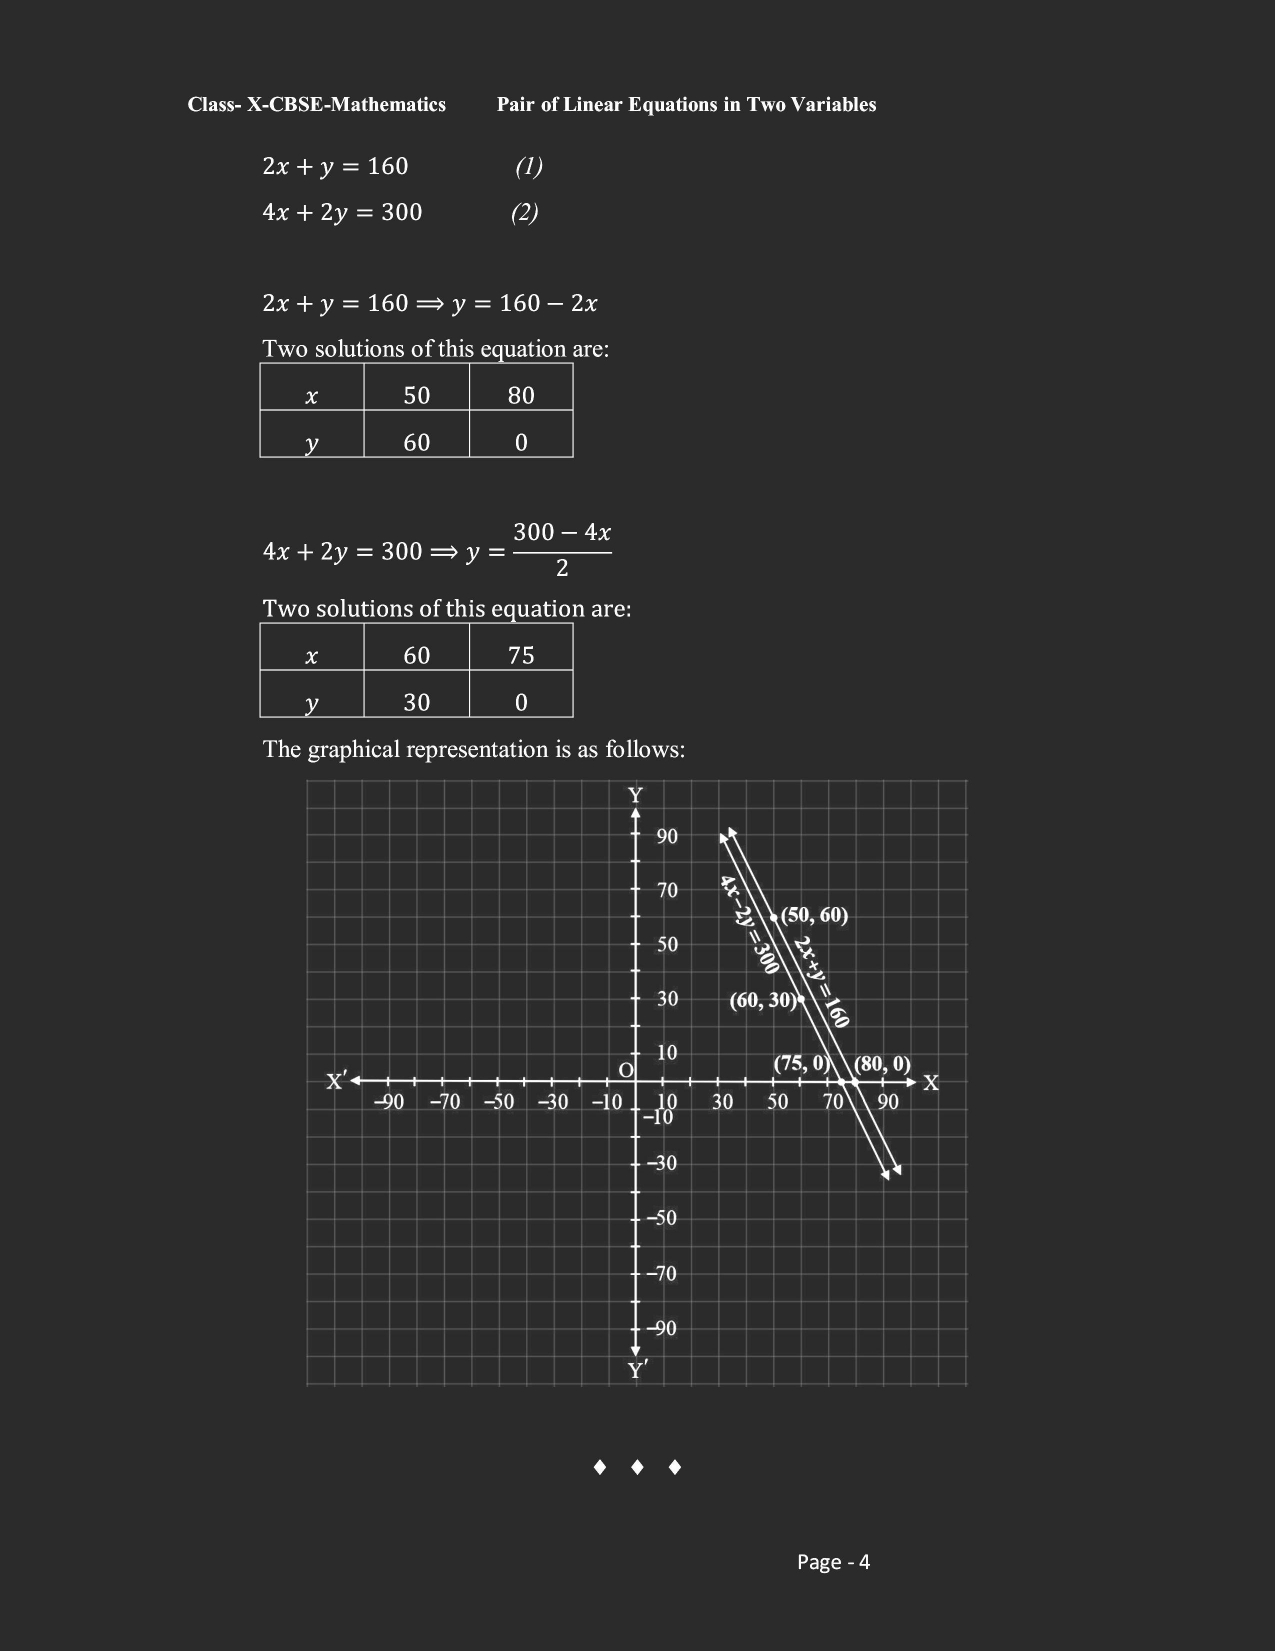 Class- X-CBSE-Mathematics Pair of Linear Equations in Two Variables
2x + y = 160 (1)
4x + 2y = 300 (2)
2x + y = 160 ⟹ y = 160 − 2x
Two solutions of this equation are:
x 50 80
y 60 0
4x + 2y = 300 ⟹ y = (300 − 4x)/2
Two solutions of this equation are:
x 60 75
y 30 0
The graphical representation is as follows:
Y
90
70
4x−2y=300
(50, 60)
50
2x+y=160
30
(60, 30)
10
(75, 0) (80, 0)
O
X′ X
−90 −70 −50 −30 −10 10 30 50 70 90
−10
−30
−50
−70
−90
Y′
♦ ♦ ♦
Page - 4